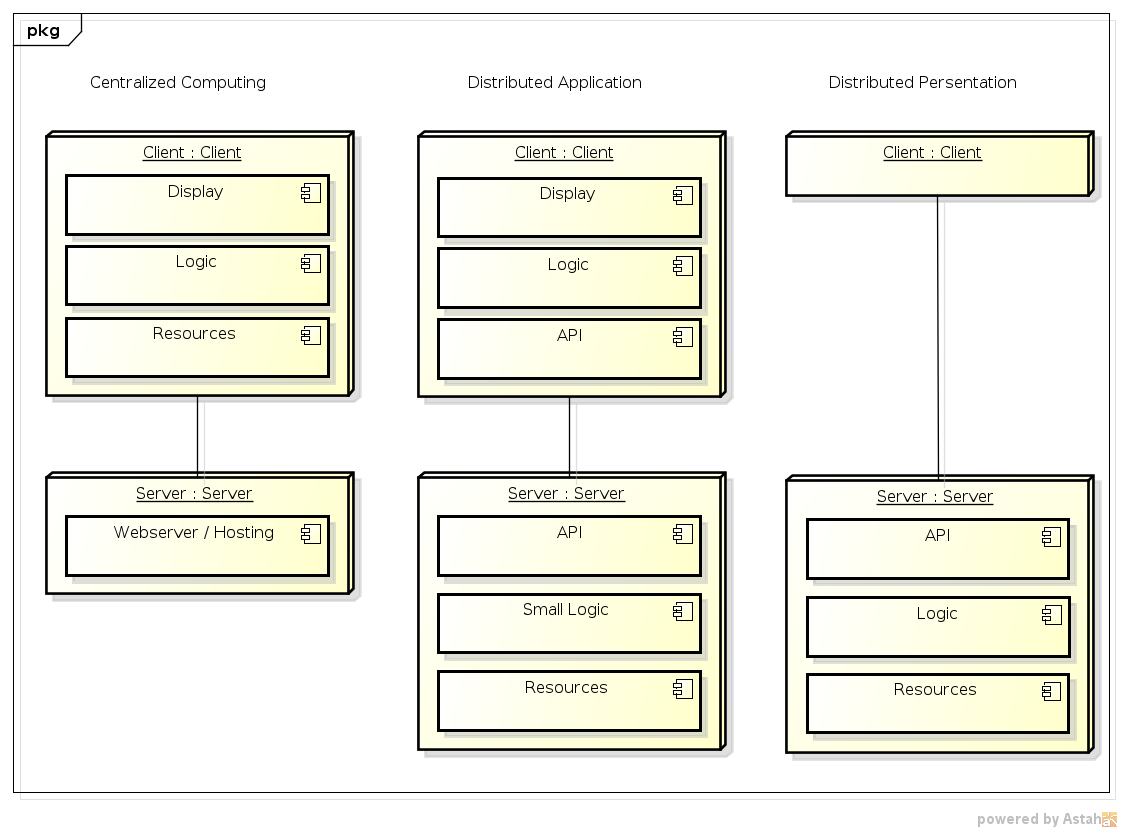 pkg
Centralized Computing
Distributed Application
Distributed Persentation
Client : Client
Display
Logic
Resources
Server : Server
Webserver / Hosting
Client : Client
Display
Logic
API
Server : Server
API
Small Logic
Resources
Client : Client
Server : Server
API
Logic
Resources
powered by Astah